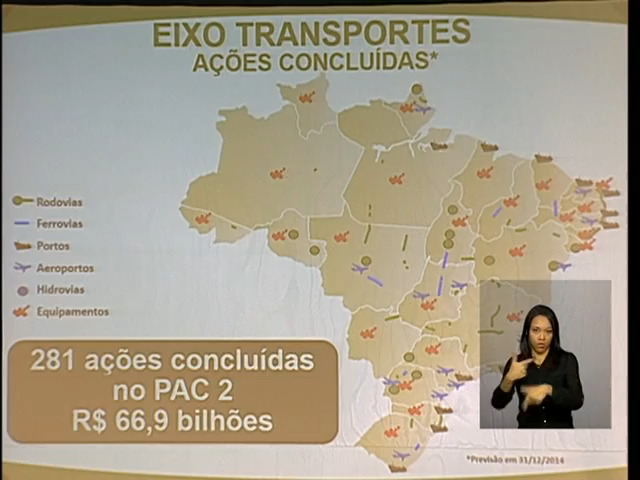 EIXO TRANSPORTES
AÇÕES CONCLUÍDAS*
Rodovias
Ferrovias
Portos
Aeroportos
Hidrovias
Equipamentos
281 ações concluídas
no PAC 2
R$ 66,9 bilhões
*Previsão em 31/12/2014